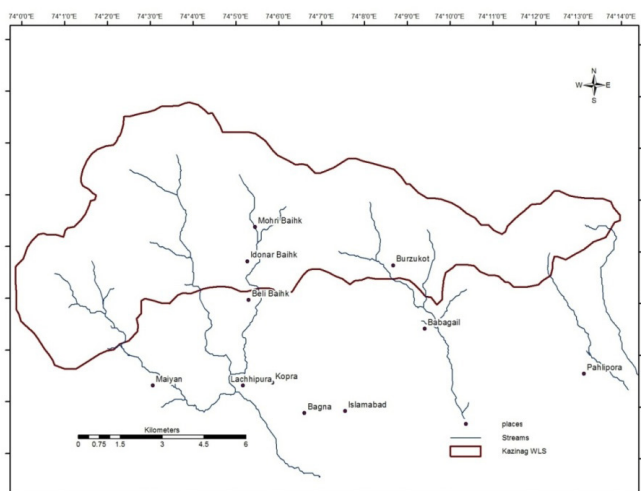 74°0'0"E 74°1'0"E 74°2'0"E 74°3'0"E 74°4'0"E 74°5'0"E 74°6'0"E 74°7'0"E 74°8'0"E 74°9'0"E 74°10'0"E 74°11'0"E 74°12'0"E 74°13'0"E 74°14'0"E
N
W E
S
Mohri Baihk
Idonar Baihk
Burzukot
Beli Baihk
Babagail
Pahlipora
Maiyan
Lachhipura
Kopra
Bagna
Islamabad
Kilometers
0 0.75 1.5 3 4.5 6
places
Streams
Kazinag WLS